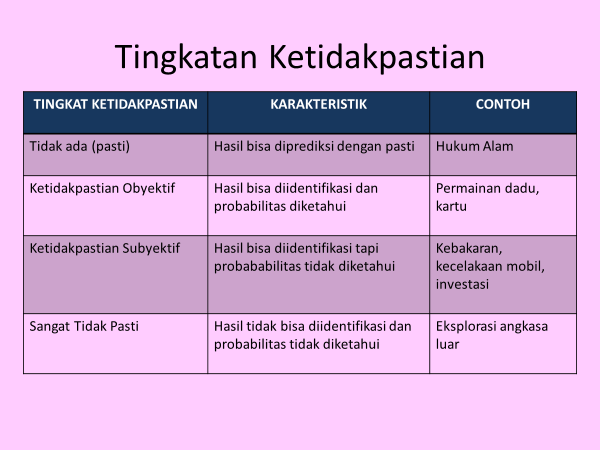 Tingkatan Ketidakpastian
TINGKAT KETIDAKPASTIAN
KARAKTERISTIK
CONTOH
Tidak ada (pasti)
Hasil bisa diprediksi dengan pasti
Hukum Alam
Ketidakpastian Obyektif
Hasil bisa diidentifikasi dan
probabilitas diketahui
Permainan dadu,
kartu
Ketidakpastian Subyektif
Hasil bisa diidentifikasi tapi
probababilitas tidak diketahui
Kebakaran,
kecelakaan mobil,
investasi
Sangat Tidak Pasti
Hasil tidak bisa diidentifikasi dan
probabilitas tidak diketahui
Eksplorasi angkasa
luar